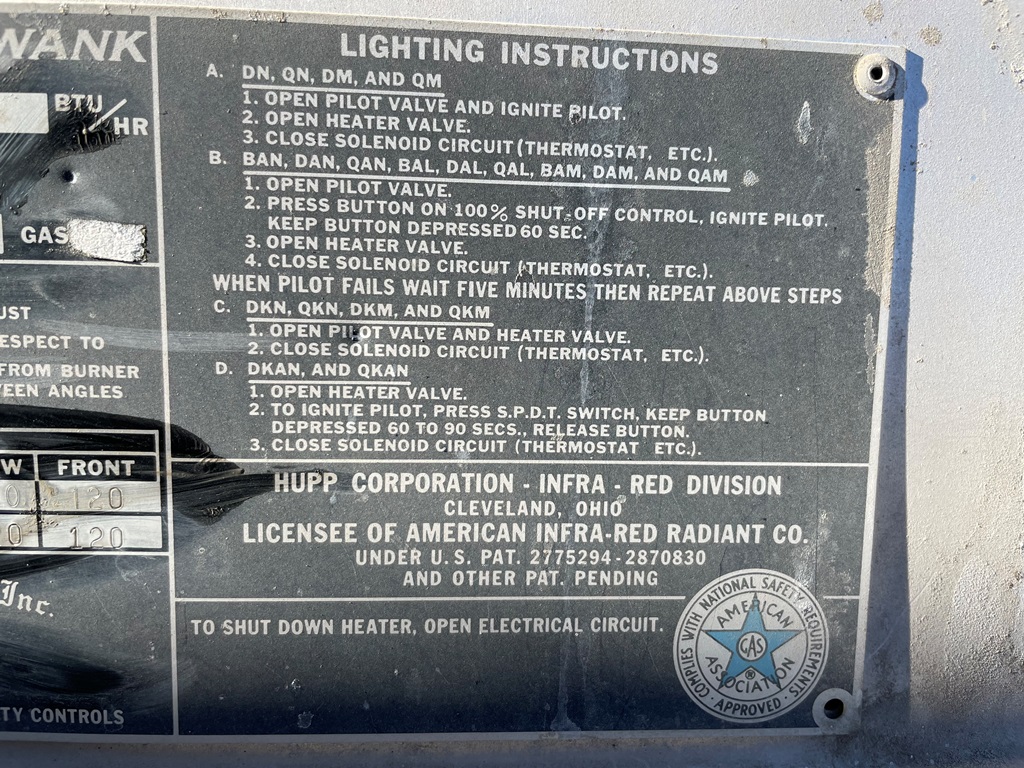 WANK
BTU/HR
GAS
UST
ESPECT TO
FROM BURNER
EEN ANGLES
W FRONT
0 120
0 120
Inc.
TY CONTROLS
LIGHTING INSTRUCTIONS
A. DN, QN, DM, AND QM
1. OPEN PILOT VALVE AND IGNITE PILOT.
2. OPEN HEATER VALVE.
3. CLOSE SOLENOID CIRCUIT (THERMOSTAT, ETC.).
B. BAN, DAN, QAN, BAL, DAL, QAL, BAM, DAM, AND QAM
1. OPEN PILOT VALVE.
2. PRESS BUTTON ON 100% SHUT-OFF CONTROL, IGNITE PILOT.
KEEP BUTTON DEPRESSED 60 SEC.
3. OPEN HEATER VALVE.
4. CLOSE SOLENOID CIRCUIT (THERMOSTAT, ETC.).
WHEN PILOT FAILS WAIT FIVE MINUTES THEN REPEAT ABOVE STEPS
C. DKN, QKN, DKM, AND QKM
1. OPEN PILOT VALVE AND HEATER VALVE.
2. CLOSE SOLENOID CIRCUIT (THERMOSTAT, ETC.).
D. DKAN, AND QKAN
1. OPEN HEATER VALVE.
2. TO IGNITE PILOT, PRESS S.P.D.T. SWITCH, KEEP BUTTON
DEPRESSED 60 TO 90 SECS., RELEASE BUTTON.
3. CLOSE SOLENOID CIRCUIT (THERMOSTAT ETC.).
HUPP CORPORATION - INFRA - RED DIVISION
CLEVELAND, OHIO
LICENSEE OF AMERICAN INFRA-RED RADIANT CO.
UNDER U.S. PAT. 2775294-2870830
AND OTHER PAT. PENDING
TO SHUT DOWN HEATER, OPEN ELECTRICAL CIRCUIT.
COMPLIES WITH NATIONAL SAFETY REQUIREMENTS
AMERICAN
GAS
®
ASSOCIATION
· APPROVED ·